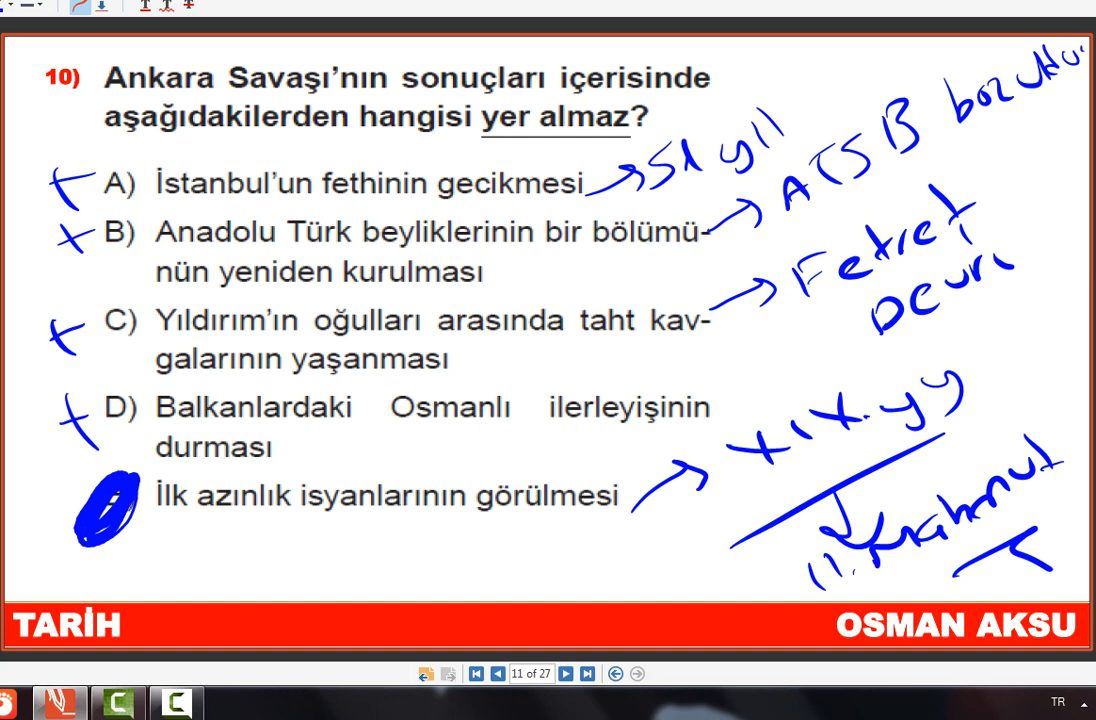 10) Ankara Savaşı’nın sonuçları içerisinde
aşağıdakilerden hangisi yer almaz?
A) İstanbul’un fethinin gecikmesi
51 yıl
B) Anadolu Türk beyliklerinin bir bölümü-
nün yeniden kurulması
ATSB bozuldu
C) Yıldırım’ın oğulları arasında taht kav-
galarının yaşanması
Fetret
Devri
D) Balkanlardaki Osmanlı ilerleyişinin
durması
İlk azınlık isyanlarının görülmesi
XIX. yy
II. Mahmut
TARİH
OSMAN AKSU
11 of 27
TR